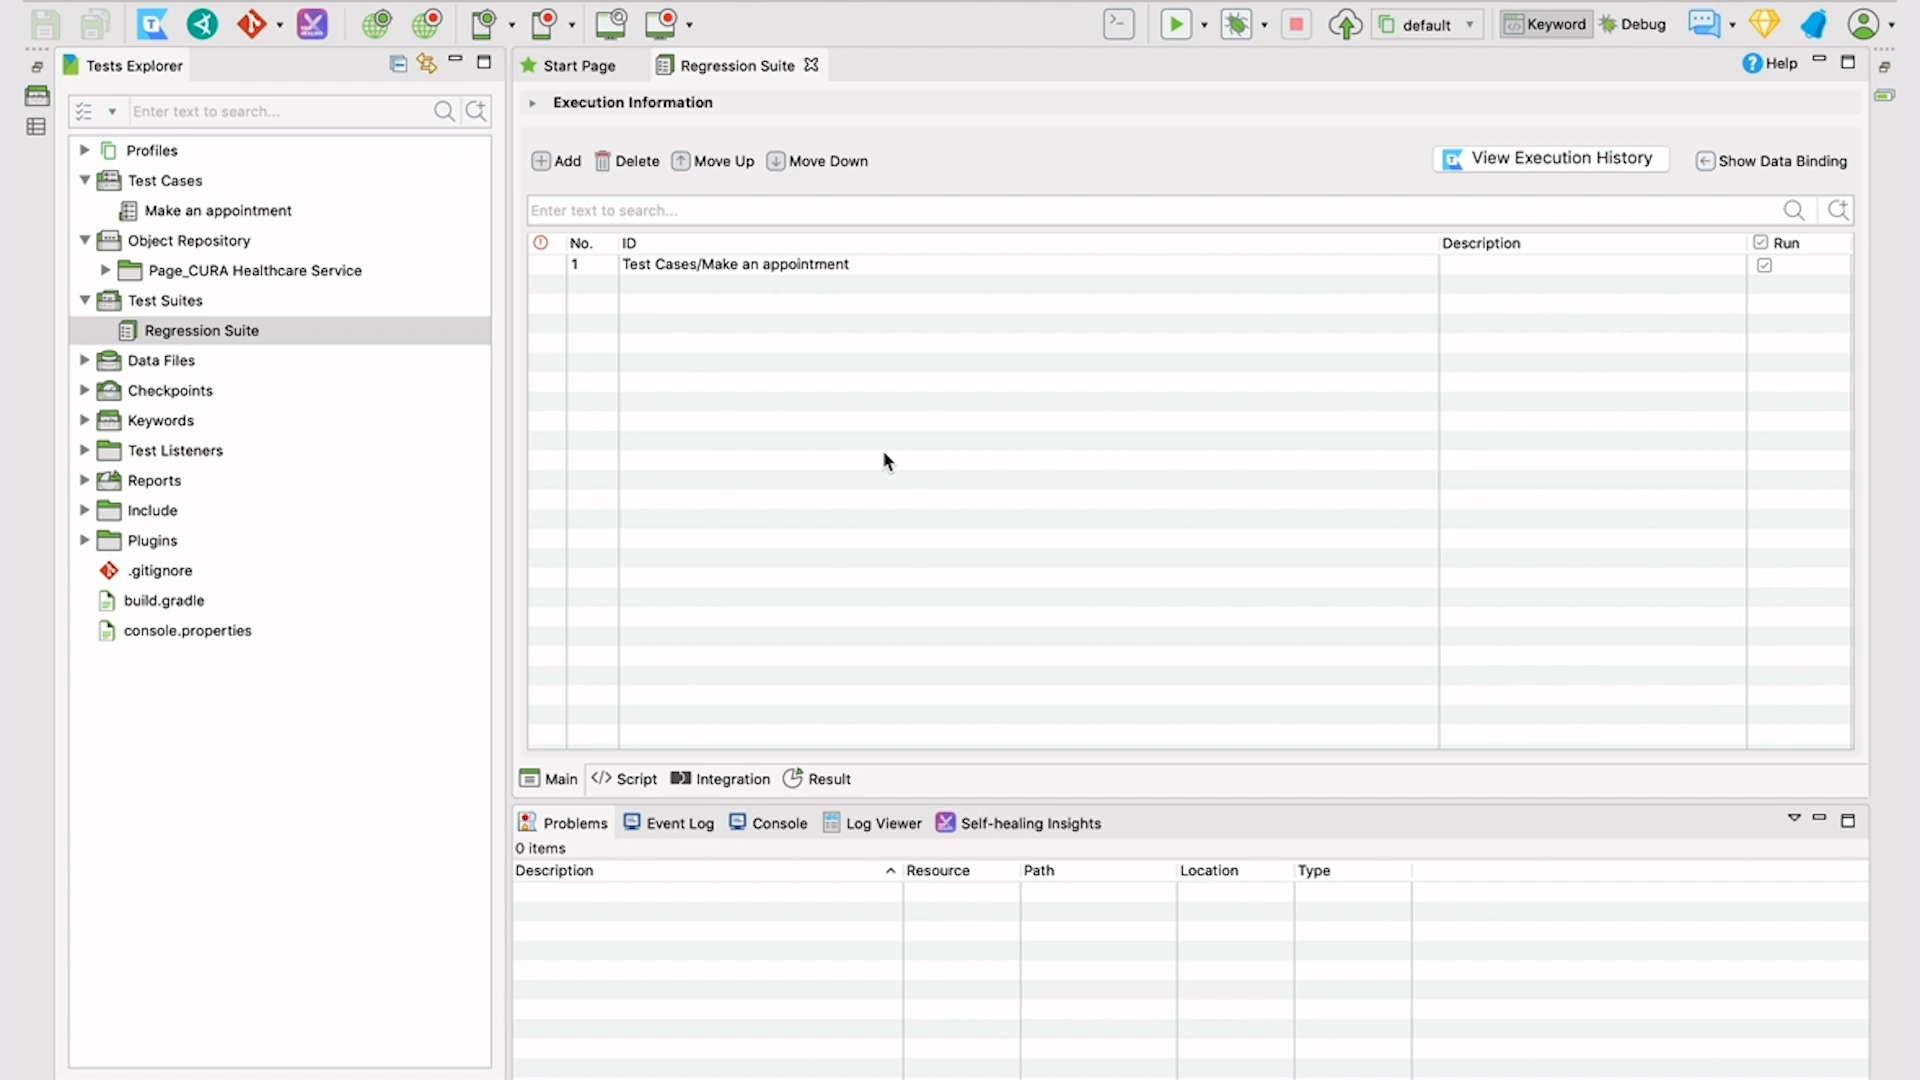 default
Keyword
Debug
Tests Explorer
Start Page
Regression Suite
Help
Enter text to search...
Execution Information
Profiles
Test Cases
Make an appointment
Object Repository
Page_CURA Healthcare Service
Test Suites
Regression Suite
Data Files
Checkpoints
Keywords
Test Listeners
Reports
Include
Plugins
.gitignore
build.gradle
console.properties
Add
Delete
Move Up
Move Down
View Execution History
Show Data Binding
Enter text to search...
No. ID Description Run
1 Test Cases/Make an appointment
Main
Script
Integration
Result
Problems
Event Log
Console
Log Viewer
Self-healing Insights
0 items
Description Resource Path Location Type